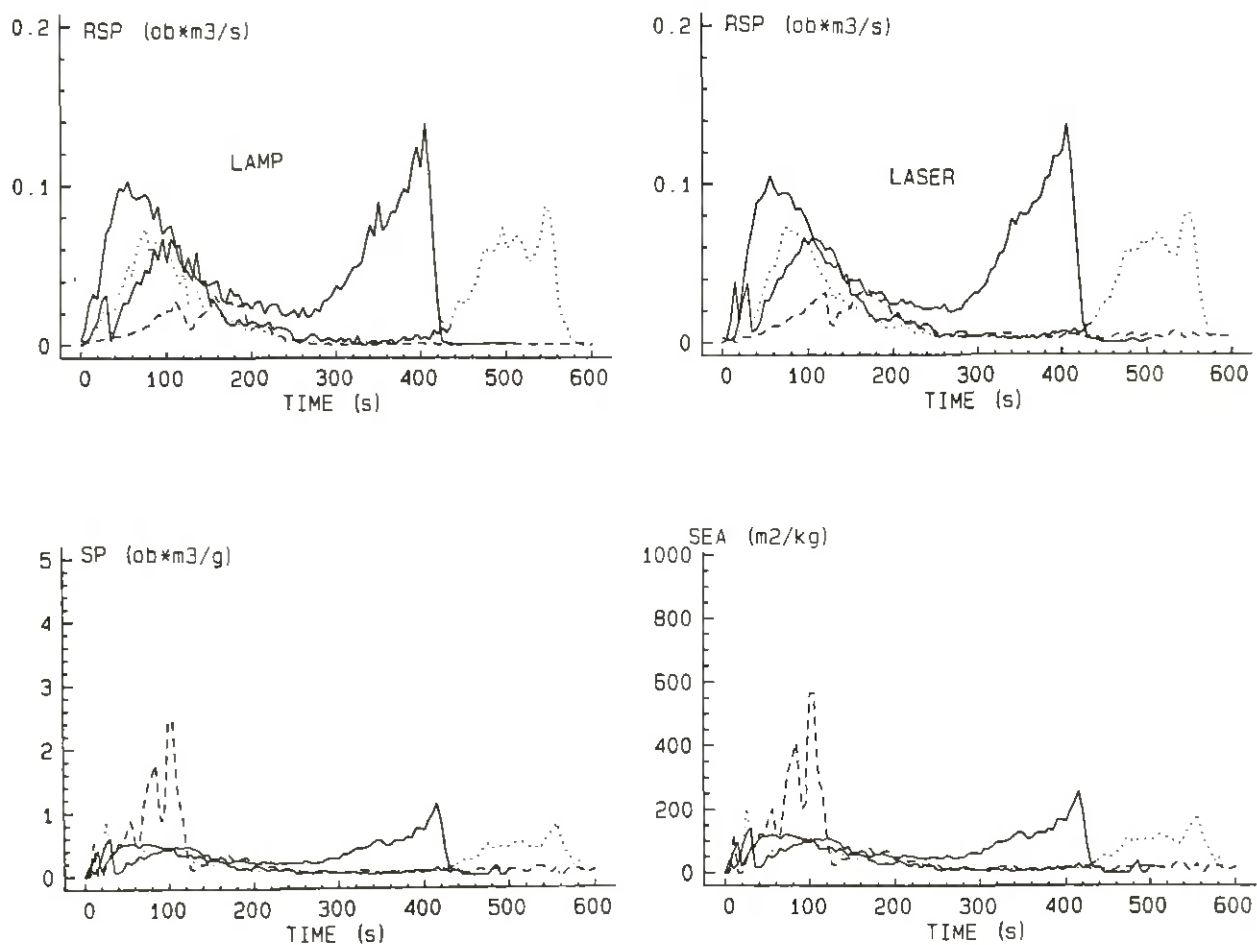 0.2 RSP (ob*m3/s)
LAMP
0.1
0
0 100 200 300 400 500 600
TIME (s)
0.2 RSP (ob*m3/s)
LASER
0.1
0
0 100 200 300 400 500 600
TIME (s)
5 SP (ob*m3/g)
4
3
2
1
0
0 100 200 300 400 500 600
TIME (s)
SEA (m2/kg)
1000
800
600
400
200
0
0 100 200 300 400 500 600
TIME (s)